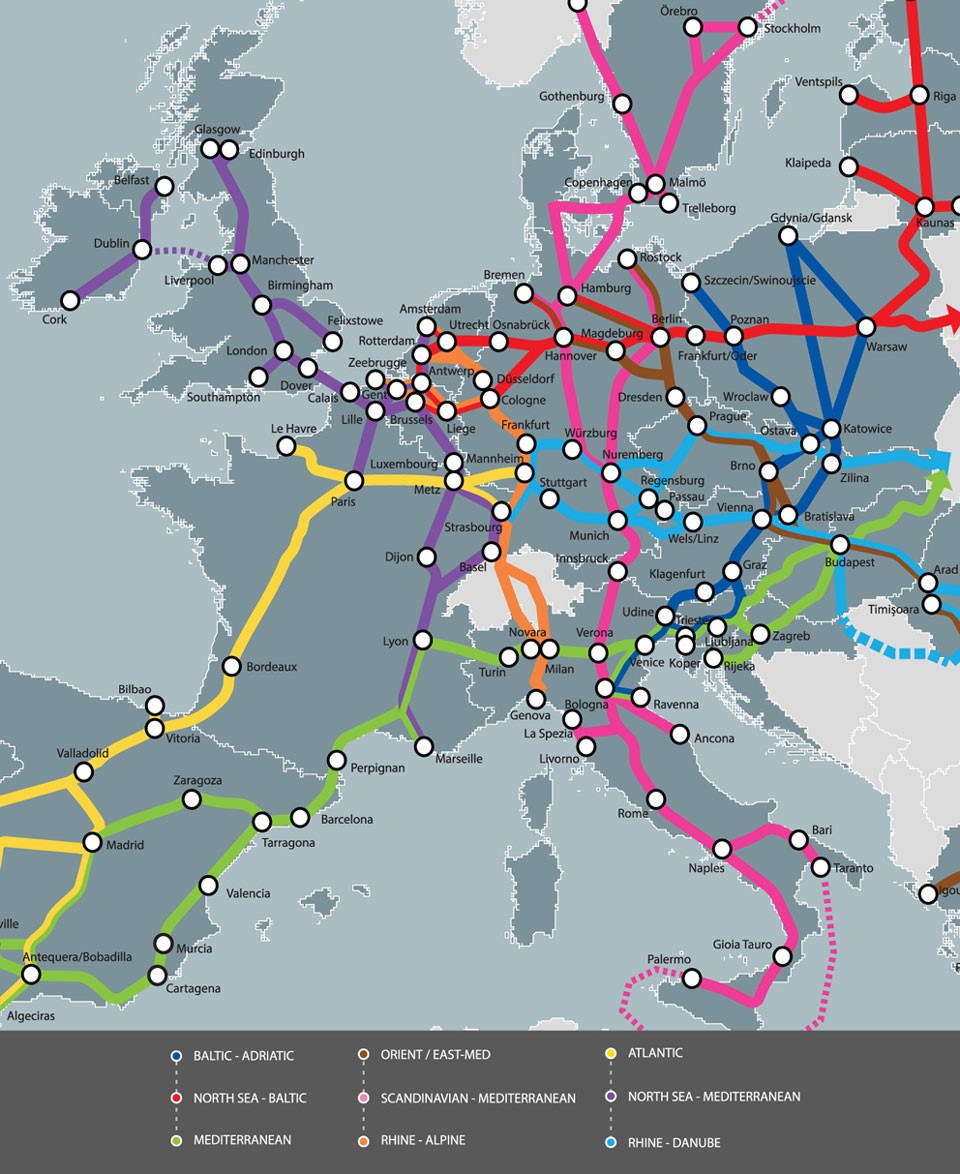 Örebro
Stockholm
Ventspils
Riga
Gothenburg
Glasgow
Edinburgh
Klaipeda
Belfast
Copenhagen
Malmö
Trelleborg
Kaunas
Gdynia/Gdansk
Dublin
Liverpool
Manchester
Rostock
Birmingham
Bremen
Hamburg
Szczecin/Swinoujscie
Cork
Amsterdam
Felixstowe
Utrecht
Osnabrück
Berlin
Poznan
Rotterdam
Magdeburg
London
Zeebrugge
Hannover
Frankfurt/Oder
Warsaw
Dover
Antwerp
Düsseldorf
Southampton
Calais
Gent
Cologne
Dresden
Wroclaw
Lille
Brussels
Liege
Prague
Le Havre
Frankfurt
Würzburg
Ostava
Katowice
Luxembourg
Mannheim
Nuremberg
Brno
Metz
Stuttgart
Regensburg
Zilina
Paris
Passau
Strasbourg
Munich
Wels/Linz
Vienna
Bratislava
Dijon
Basel
Innsbruck
Klagenfurt
Graz
Budapest
Arad
Udine
Trieste
Timişoara
Lyon
Novara
Verona
Ljubljana
Zagreb
Turin
Milan
Venice
Koper
Rijeka
Bordeaux
Bilbao
Genova
Bologna
Ravenna
Vitoria
La Spezia
Ancona
Valladolid
Livorno
Marseille
Perpignan
Zaragoza
Barcelona
Rome
Madrid
Tarragona
Bari
Naples
Taranto
Valencia
Igou
ville
Murcia
Gioia Tauro
Antequera/Bobadilla
Palermo
Cartagena
Algeciras
BALTIC - ADRIATIC
ORIENT / EAST-MED
ATLANTIC
NORTH SEA - BALTIC
SCANDINAVIAN - MEDITERRANEAN
NORTH SEA - MEDITERRANEAN
MEDITERRANEAN
RHINE - ALPINE
RHINE - DANUBE